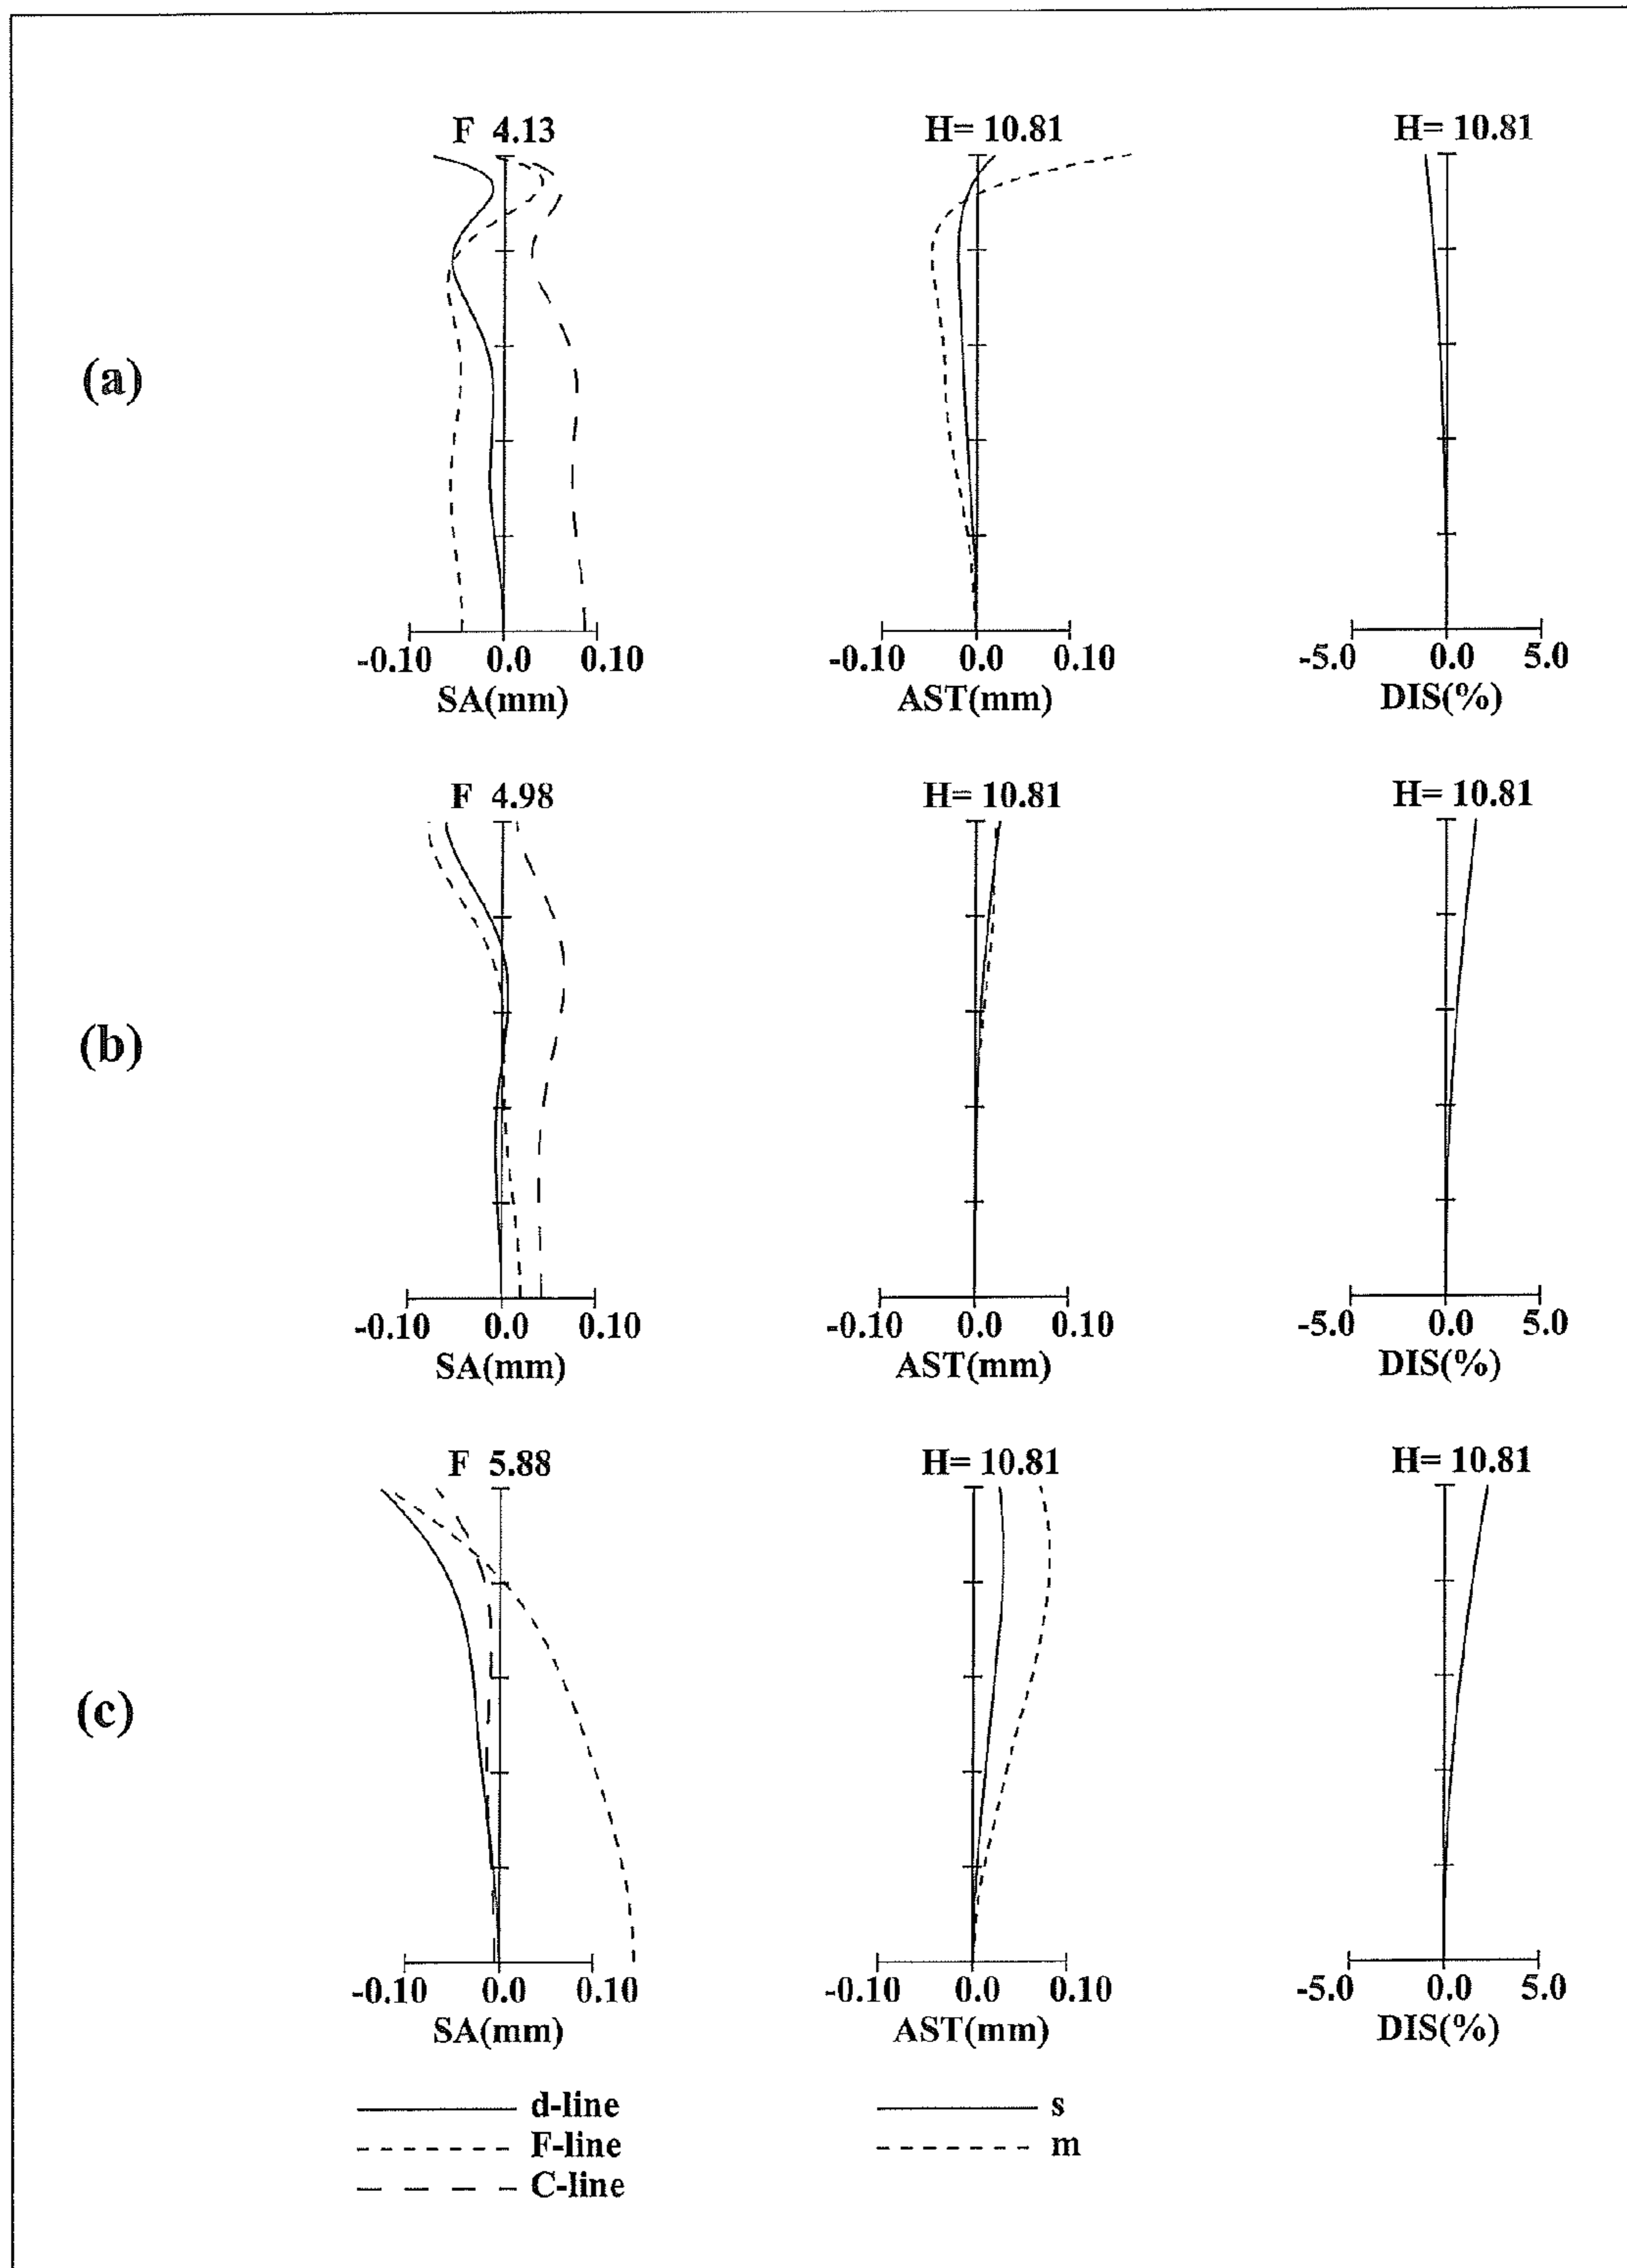 F 4.13 H= 10.81 H= 10.81
(a)
-0.10 0.0 0.10 -0.10 0.0 0.10 -5.0 0.0 5.0
SA(mm) AST(mm) DIS(%)
F 4.98 H= 10.81 H= 10.81
(b)
-0.10 0.0 0.10 -0.10 0.0 0.10 -5.0 0.0 5.0
SA(mm) AST(mm) DIS(%)
F 5.88 H= 10.81 H= 10.81
(c)
-0.10 0.0 0.10 -0.10 0.0 0.10 -5.0 0.0 5.0
SA(mm) AST(mm) DIS(%)
d-line s
F-line m
C-line